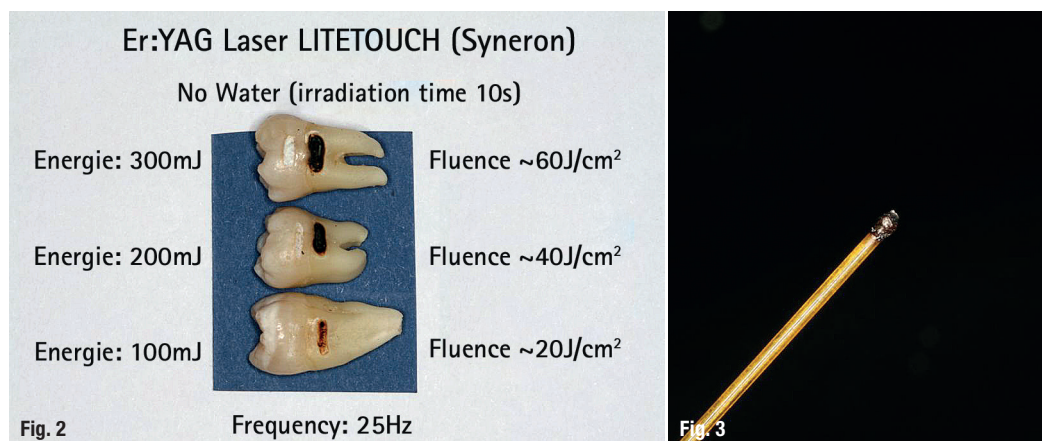 Er:YAG Laser LITETOUCH (Syneron)
No Water (irradiation time 10s)
Energie: 300mJ
Fluence ~60J/cm²
Energie: 200mJ
Fluence ~40J/cm²
Energie: 100mJ
Fluence ~20J/cm²
Frequency: 25Hz
Fig. 2
Fig. 3